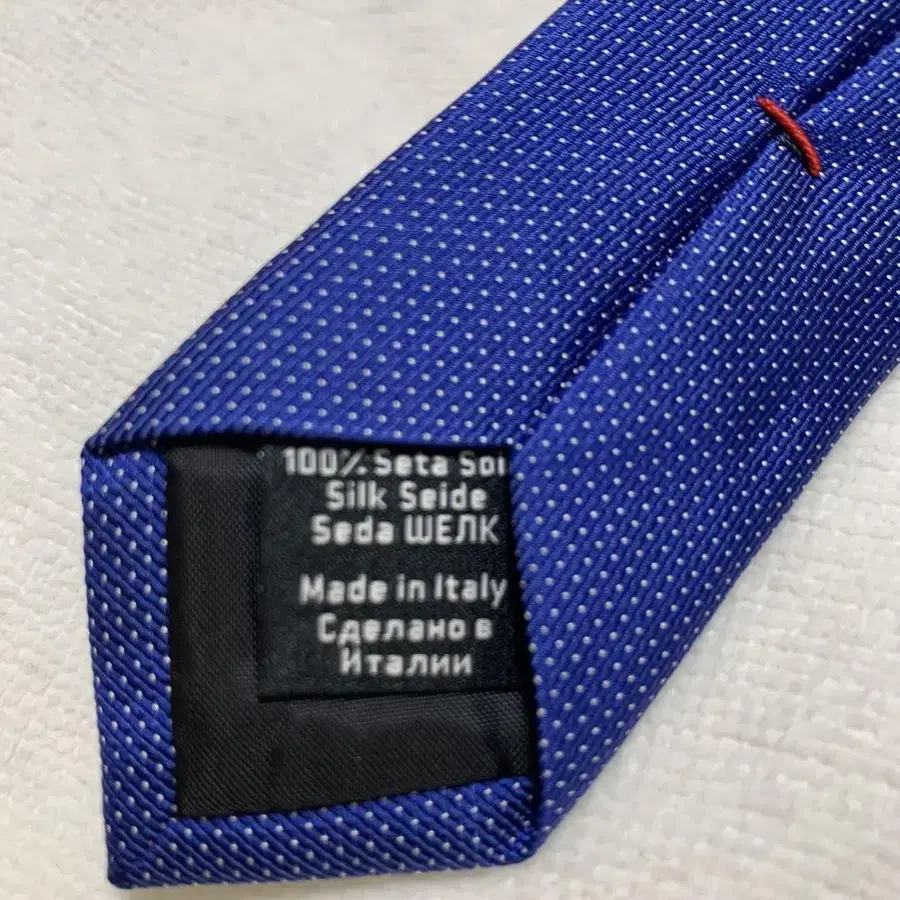 100% Seta Soi
Silk Seide
Seda ШЕЛК
Made in Italy
Сделано в
Италии